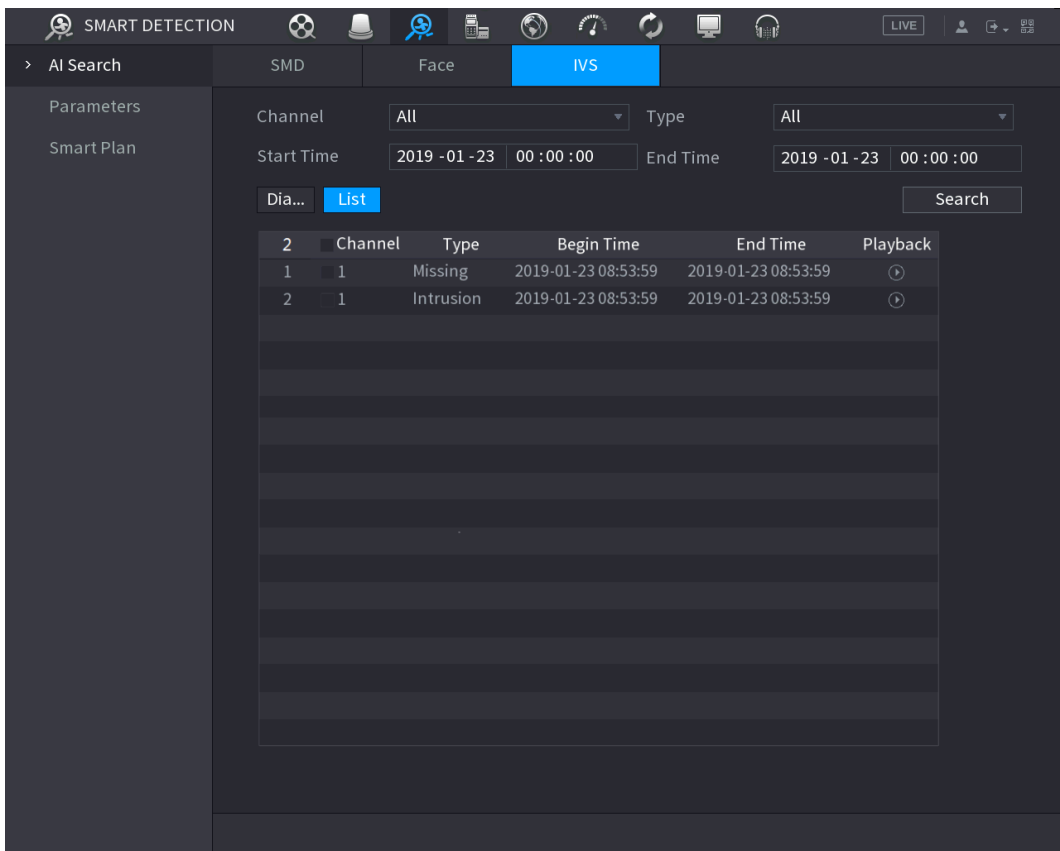 SMART DETECTION LIVE
AI Search SMD Face IVS
Parameters
Smart Plan
Channel All Type All
Start Time 2019 -01 -23 00 : 00 : 00 End Time 2019 -01 -23 00 : 00 : 00
Dia... List Search
2 Channel Type Begin Time End Time Playback
1 1 Missing 2019-01-23 08:53:59 2019-01-23 08:53:59
2 1 Intrusion 2019-01-23 08:53:59 2019-01-23 08:53:59